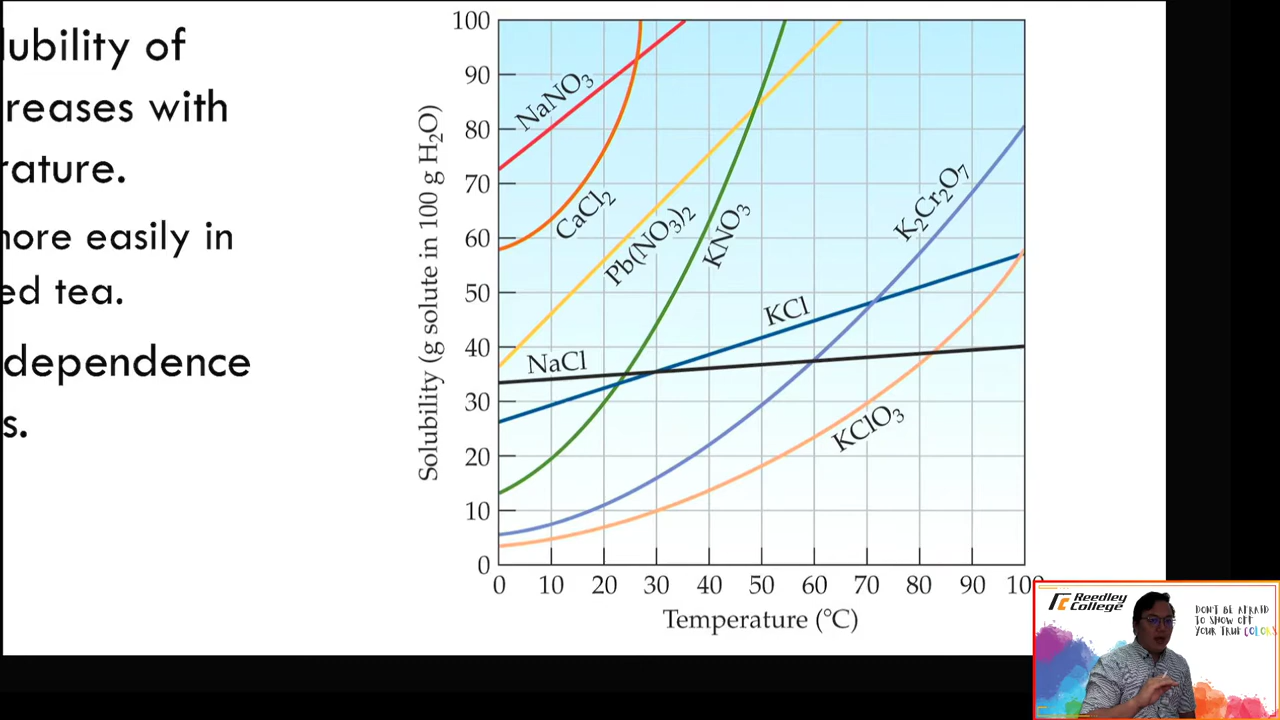 lubility of
reases with
rature.
nore easily in
ed tea.
dependence
s.
Solubility (g solute in 100 g H₂O)
100
90
80
70
60
50
40
30
20
10
0
NaNO₃
CaCl₂
Pb(NO₃)₂
KNO₃
K₂Cr₂O₇
KCl
NaCl
KClO₃
0 10 20 30 40 50 60 70 80 90 100
Temperature (°C)
Reedley
College
DON'T BE AFRAID
TO SHOW OFF
YOUR TRUE COLORS